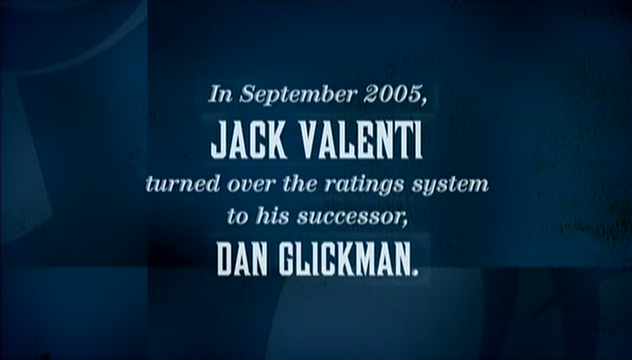 In September 2005,
JACK VALENTI
turned over the ratings system
to his successor,
DAN GLICKMAN.